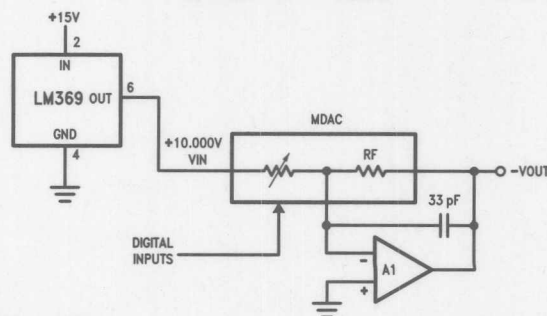 +15V
2
IN
LM369 OUT
6
GND
4
+10.000V
VIN
MDAC
RF
33 pF
-VOUT
DIGITAL
INPUTS
-
A1
+